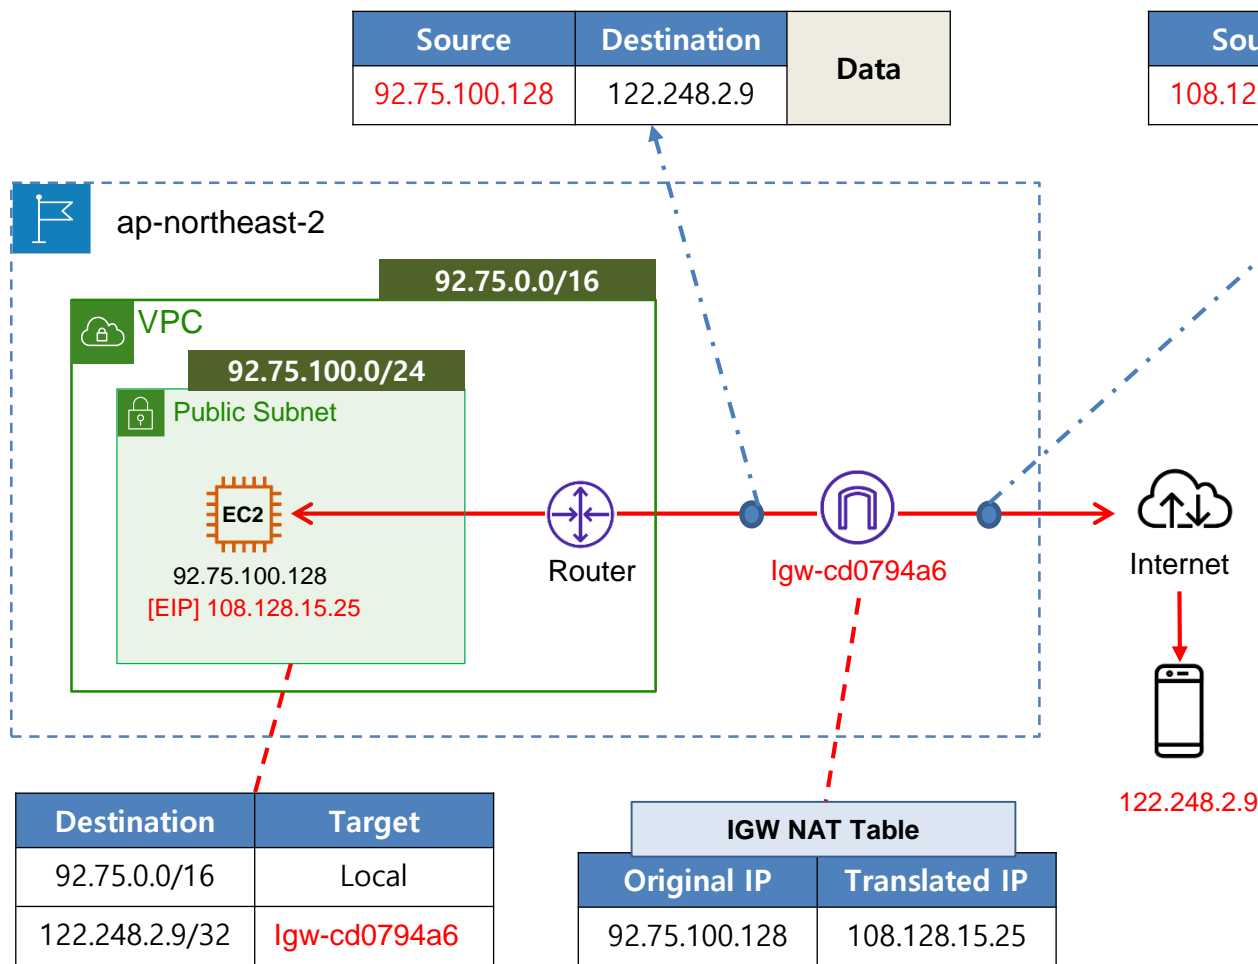 Source Destination Data
92.75.100.128 122.248.2.9
108.12
ap-northeast-2
92.75.0.0/16
VPC
92.75.100.0/24
Public Subnet
EC2
92.75.100.128
[EIP] 108.128.15.25
Router
Igw-cd0794a6
Internet
122.248.2.9
Destination Target
92.75.0.0/16 Local
122.248.2.9/32 Igw-cd0794a6
IGW NAT Table
Original IP Translated IP
92.75.100.128 108.128.15.25